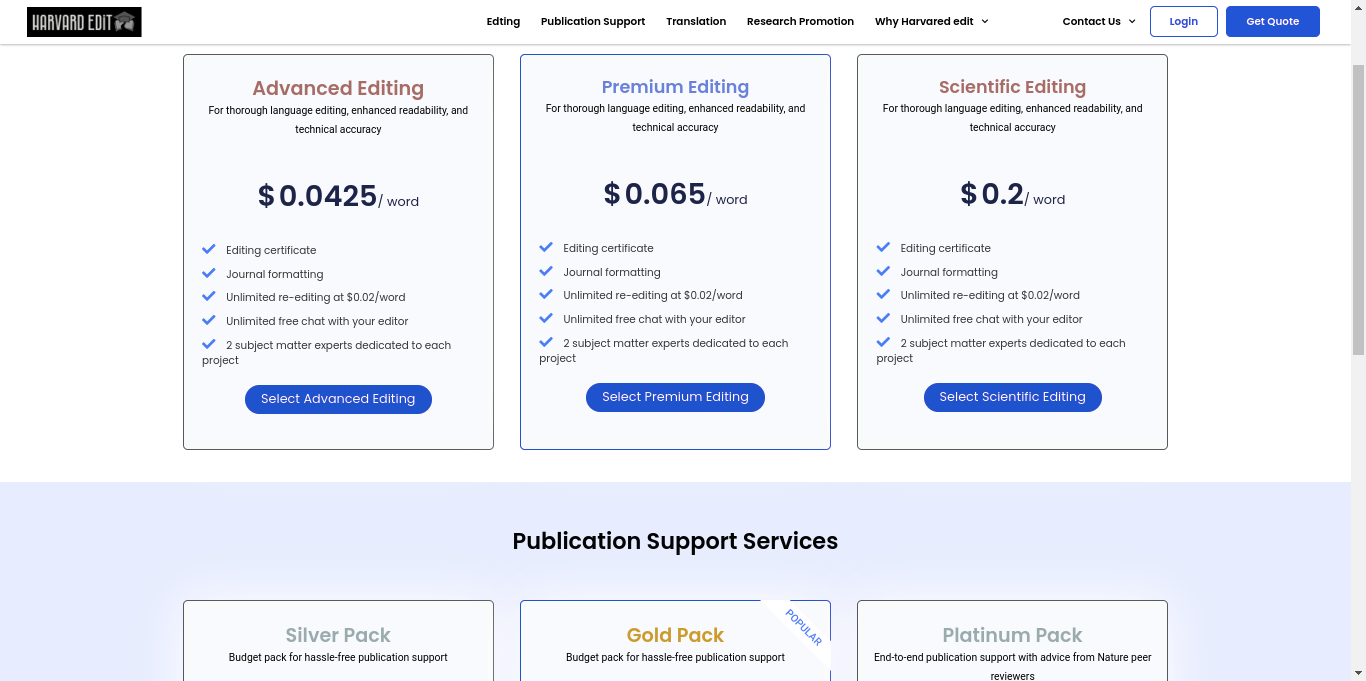 HARVARD EDIT
Edting Publication Support Translation Research Promotion Why Harvared edit Contact Us Login Get Quote
Advanced Editing
For thorough language editing, enhanced readability, and
technical accuracy
$0.0425/ word
Editing certificate
Journal formatting
Unlimited re-editing at $0.02/word
Unlimited free chat with your editor
2 subject matter experts dedicated to each
project
Select Advanced Editing
Premium Editing
For thorough language editing, enhanced readability, and
technical accuracy
$0.065/ word
Editing certificate
Journal formatting
Unlimited re-editing at $0.02/word
Unlimited free chat with your editor
2 subject matter experts dedicated to each
project
Select Premium Editing
Scientific Editing
For thorough language editing, enhanced readability, and
technical accuracy
$0.2/ word
Editing certificate
Journal formatting
Unlimited re-editing at $0.02/word
Unlimited free chat with your editor
2 subject matter experts dedicated to each
project
Select Scientific Editing
Publication Support Services
Silver Pack
Budget pack for hassle-free publication support
POPULAR
Gold Pack
Budget pack for hassle-free publication support
Platinum Pack
End-to-end publication support with advice from Nature peer
reviewers